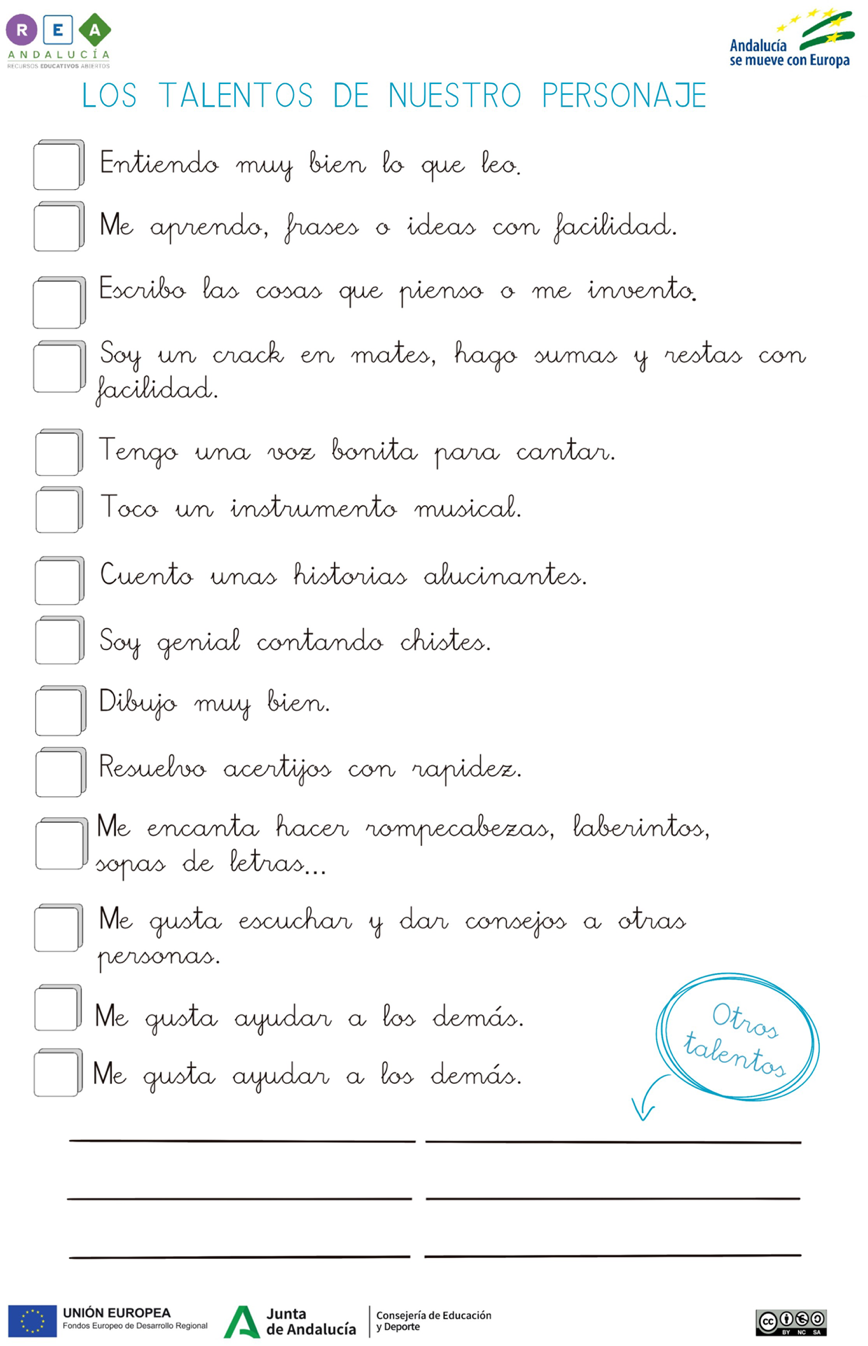 R E A
ANDALUCÍA
RECURSOS EDUCATIVOS ABIERTOS
Andalucía
se mueve con Europa
LOS TALENTOS DE NUESTRO PERSONAJE
Entiendo muy bien lo que leo.
Me aprendo, frases o ideas con facilidad.
Escribo las cosas que pienso o me invento.
Soy un crack en mates, hago sumas y restas con
facilidad.
Tengo una voz bonita para cantar.
Toco un instrumento musical.
Cuento unas historias alucinantes.
Soy genial contando chistes.
Dibujo muy bien.
Resuelvo acertijos con rapidez.
Me encanta hacer rompecabezas, laberintos,
sopas de letras...
Me gusta escuchar y dar consejos a otras
personas.
Me gusta ayudar a los demás.
Me gusta ayudar a los demás.
Otros
talentos
UNIÓN EUROPEA
Fondos Europeo de Desarrollo Regional
Junta
de Andalucía
Consejería de Educación
y Deporte
cc
BY NC SA